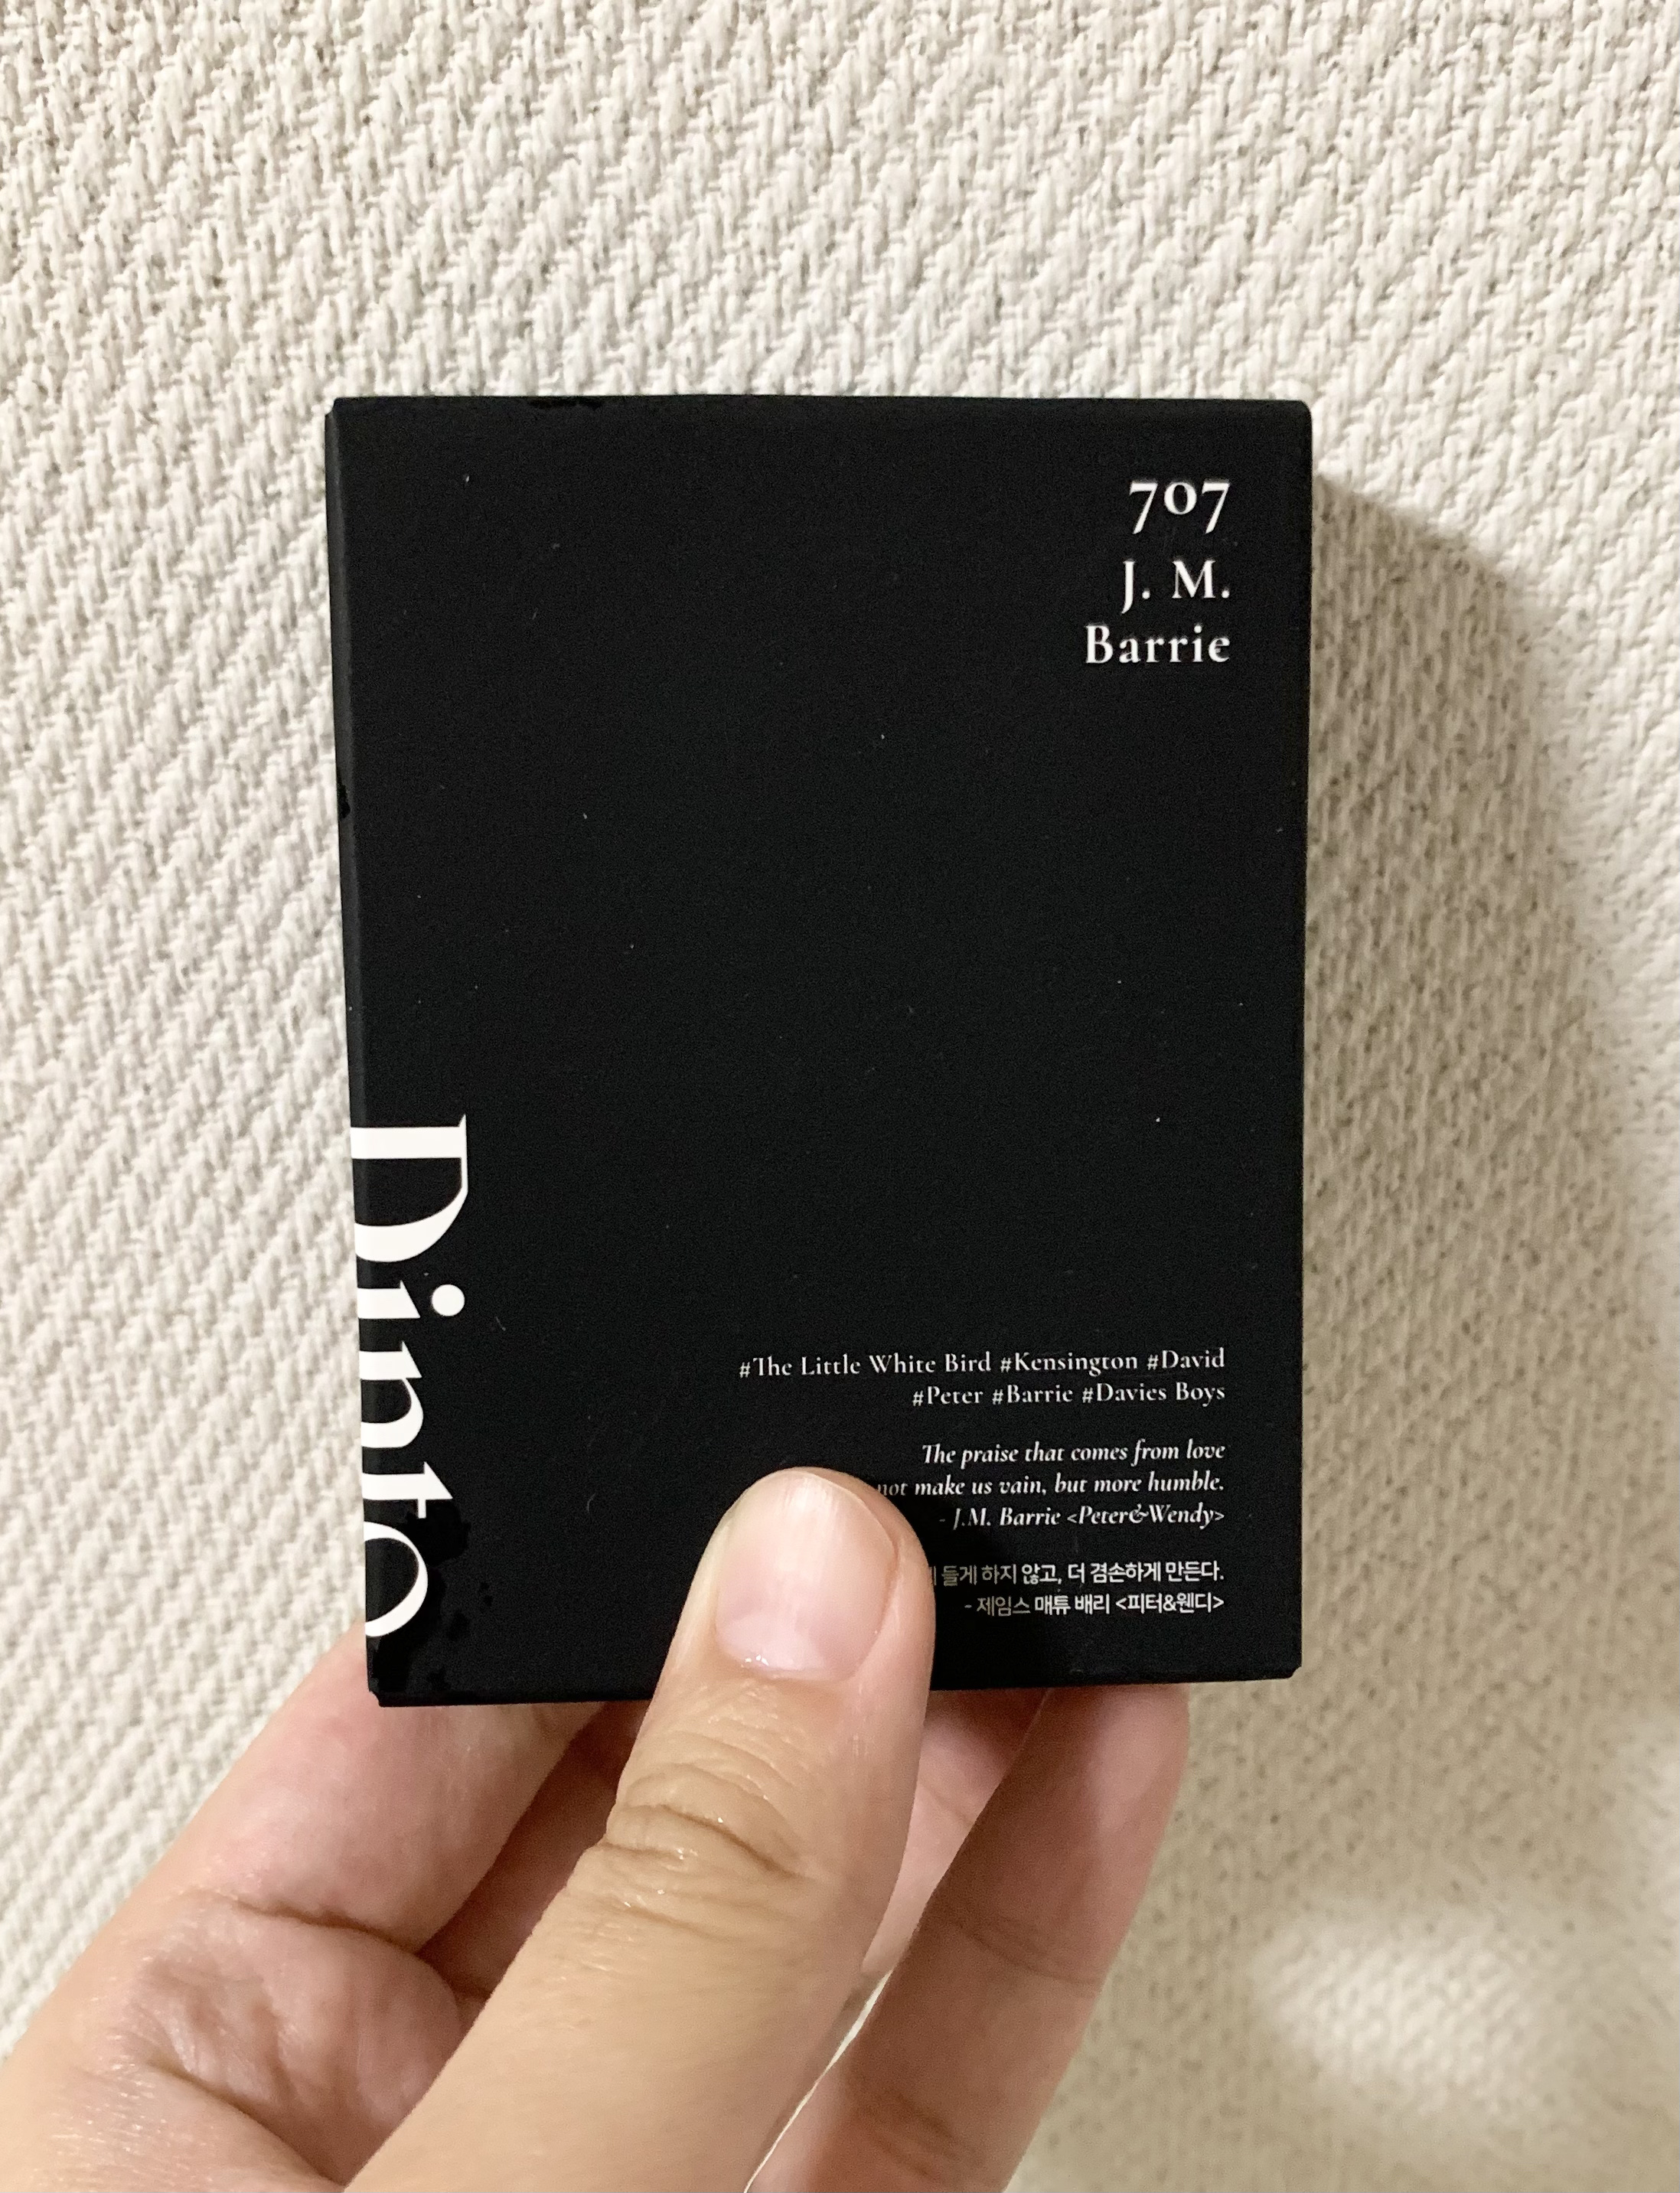 707
J. M.
Barrie
Dinto
#The Little White Bird #Kensington #David
#Peter #Barrie #Davies Boys
The praise that comes from love
not make us vain, but more humble.
- J.M. Barrie <Peter&Wendy>
들게 하지 않고, 더 겸손하게 만든다.
- 제임스 매튜 배리 <피터&웬디>